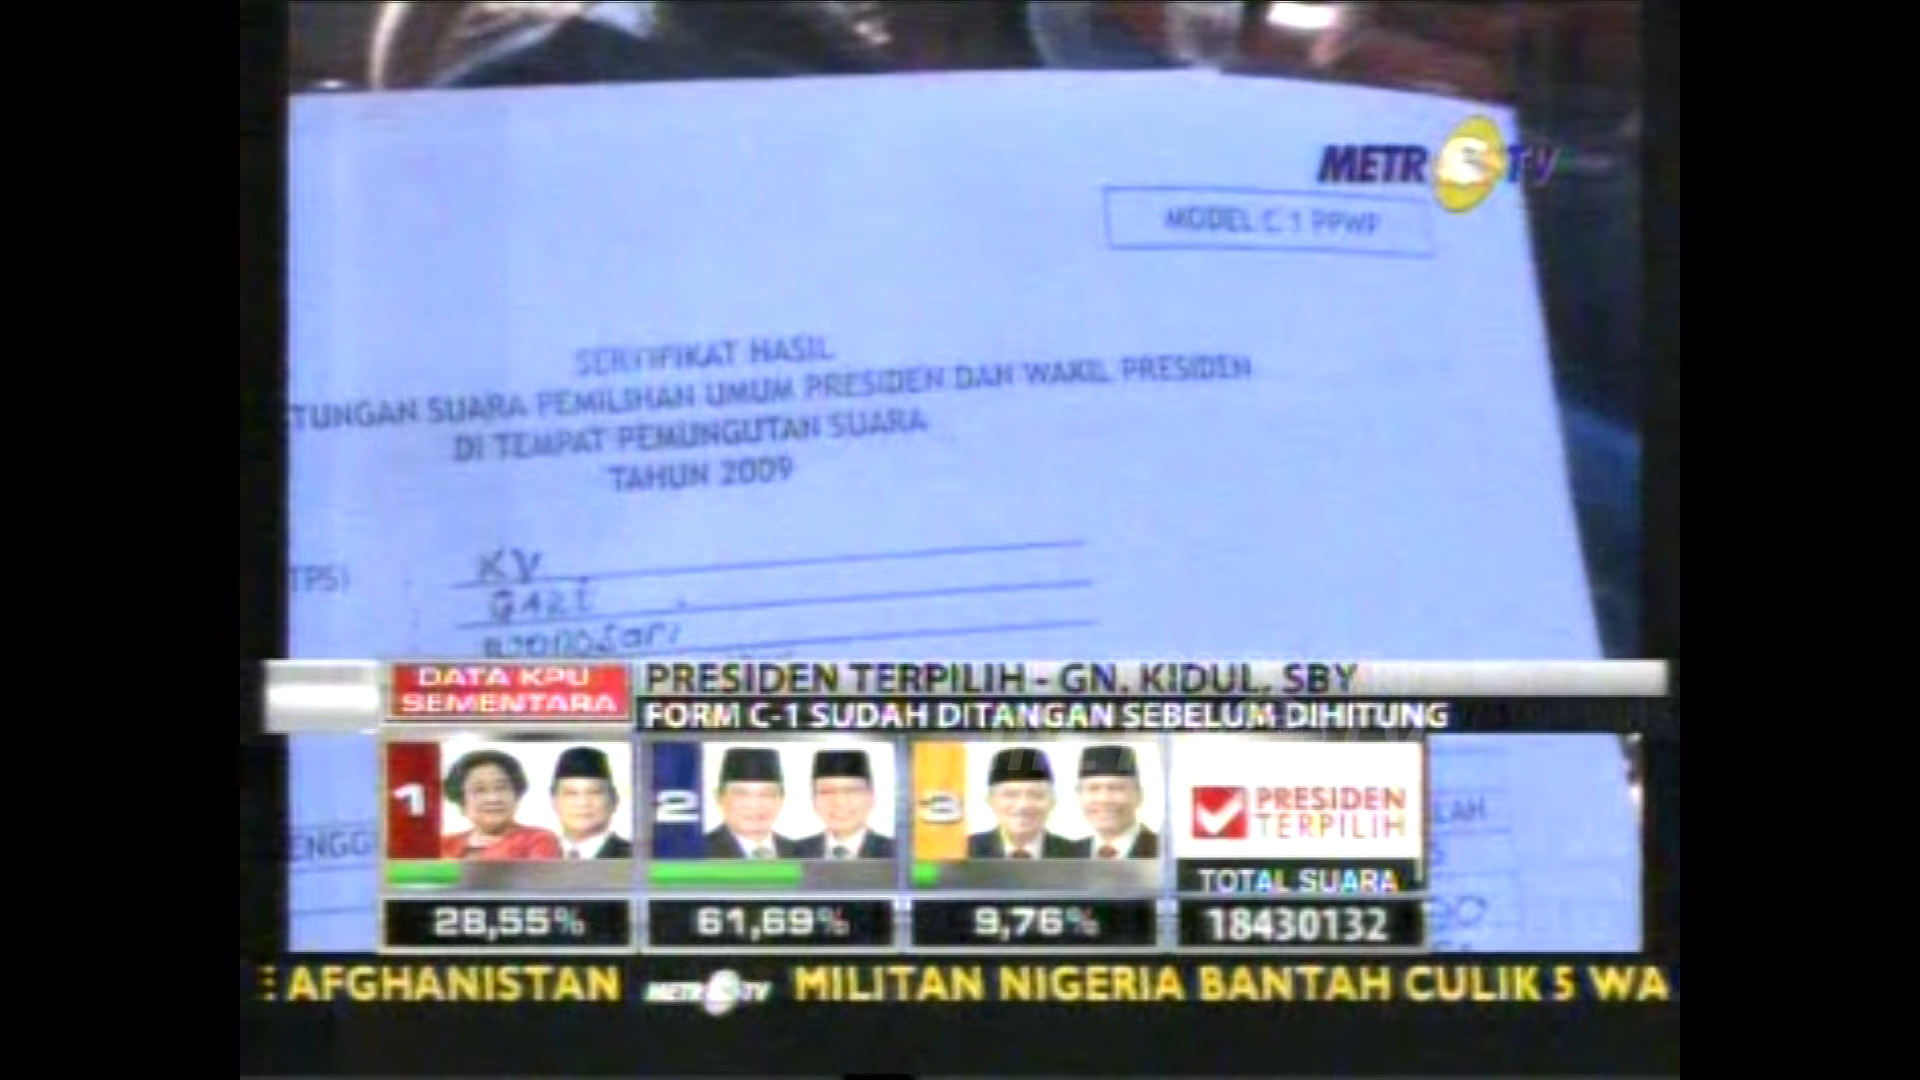 METRO TV
MODEL C 1 PPWP
SERTIFIKAT HASIL
TUNGAN SUARA PEMILIHAN UMUM PRESIDEN DAN WAKIL PRESIDEN
DI TEMPAT PEMUNGUTAN SUARA
TAHUN 2009
TPS)
XV
DATA KPU
SEMENTARA
PRESIDEN TERPILIH - GN. KIDUL, SBY
FORM C-1 SUDAH DITANGAN SEBELUM DIHITUNG
1
2
3
PRESIDEN
TERPILIH
LAH
ENGG
TOTAL SUARA
28,55%
61,69%
9,76%
18430132
E AFGHANISTAN METRO TV MILITAN NIGERIA BANTAH CULIK 5 WA